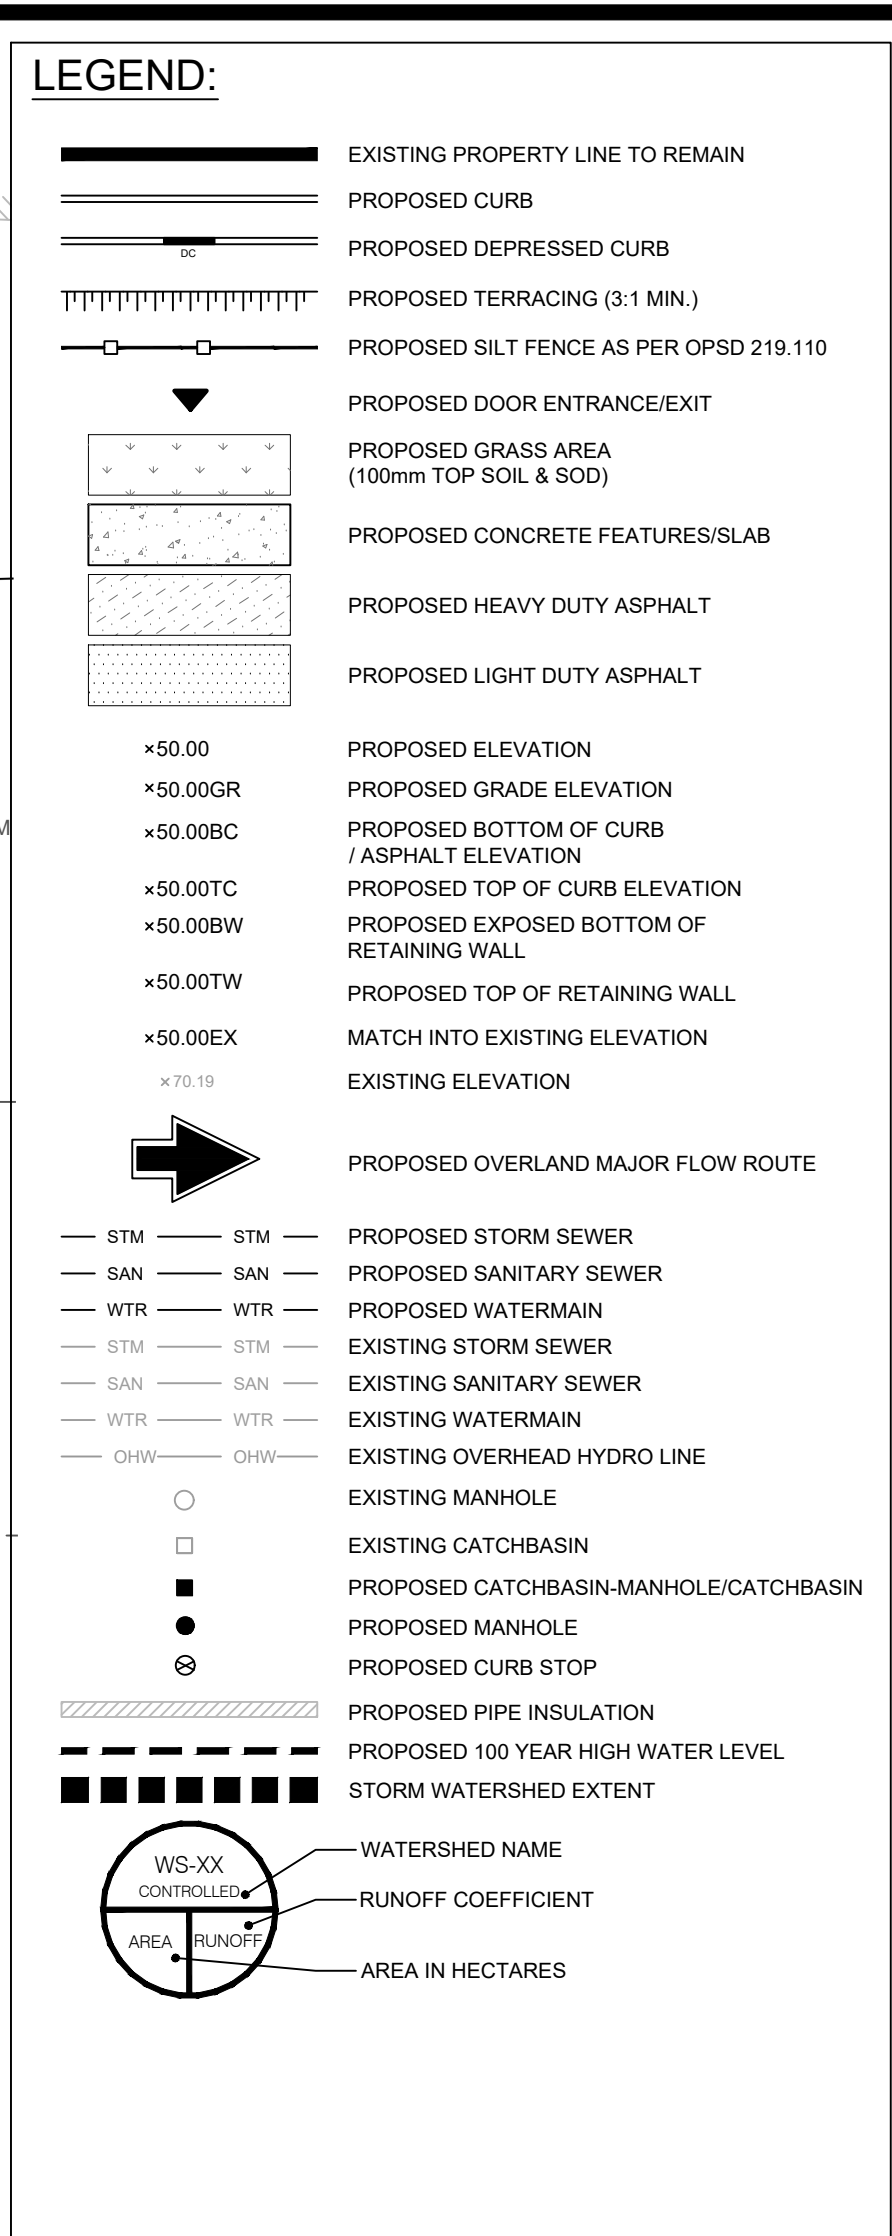 LEGEND:
EXISTING PROPERTY LINE TO REMAIN
PROPOSED CURB
DC
PROPOSED DEPRESSED CURB
PROPOSED TERRACING (3:1 MIN.)
PROPOSED SILT FENCE AS PER OPSD 219.110
PROPOSED DOOR ENTRANCE/EXIT
PROPOSED GRASS AREA
(100mm TOP SOIL & SOD)
PROPOSED CONCRETE FEATURES/SLAB
PROPOSED HEAVY DUTY ASPHALT
PROPOSED LIGHT DUTY ASPHALT
×50.00 PROPOSED ELEVATION
×50.00GR PROPOSED GRADE ELEVATION
×50.00BC PROPOSED BOTTOM OF CURB
/ ASPHALT ELEVATION
×50.00TC PROPOSED TOP OF CURB ELEVATION
×50.00BW PROPOSED EXPOSED BOTTOM OF
RETAINING WALL
×50.00TW PROPOSED TOP OF RETAINING WALL
×50.00EX MATCH INTO EXISTING ELEVATION
×70.19 EXISTING ELEVATION
PROPOSED OVERLAND MAJOR FLOW ROUTE
STM STM PROPOSED STORM SEWER
SAN SAN PROPOSED SANITARY SEWER
WTR WTR PROPOSED WATERMAIN
STM STM EXISTING STORM SEWER
SAN SAN EXISTING SANITARY SEWER
WTR WTR EXISTING WATERMAIN
OHW OHW EXISTING OVERHEAD HYDRO LINE
EXISTING MANHOLE
EXISTING CATCHBASIN
PROPOSED CATCHBASIN-MANHOLE/CATCHBASIN
PROPOSED MANHOLE
PROPOSED CURB STOP
PROPOSED PIPE INSULATION
PROPOSED 100 YEAR HIGH WATER LEVEL
STORM WATERSHED EXTENT
WATERSHED NAME
WS-XX
CONTROLLED
RUNOFF COEFFICIENT
AREA RUNOFF
AREA IN HECTARES